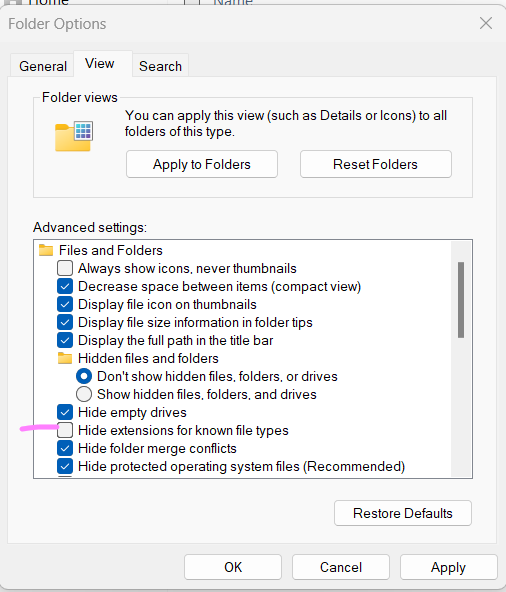 Home
Name
Folder Options
General
View
Search
Folder views
You can apply this view (such as Details or Icons) to all
folders of this type.
Apply to Folders
Reset Folders
Advanced settings:
Files and Folders
Always show icons, never thumbnails
Decrease space between items (compact view)
Display file icon on thumbnails
Display file size information in folder tips
Display the full path in the title bar
Hidden files and folders
Don't show hidden files, folders, or drives
Show hidden files, folders, and drives
Hide empty drives
Hide extensions for known file types
Hide folder merge conflicts
Hide protected operating system files (Recommended)
Restore Defaults
OK
Cancel
Apply